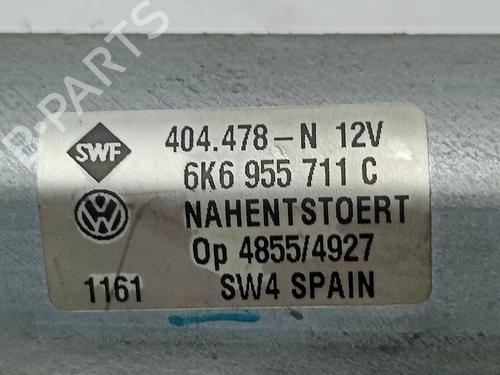 B-PARTS
SWF
404.478-N 12V
6K6 955 711 C
NAHENTSTOERT
Op 4855/4927
1161 SW4 SPAIN